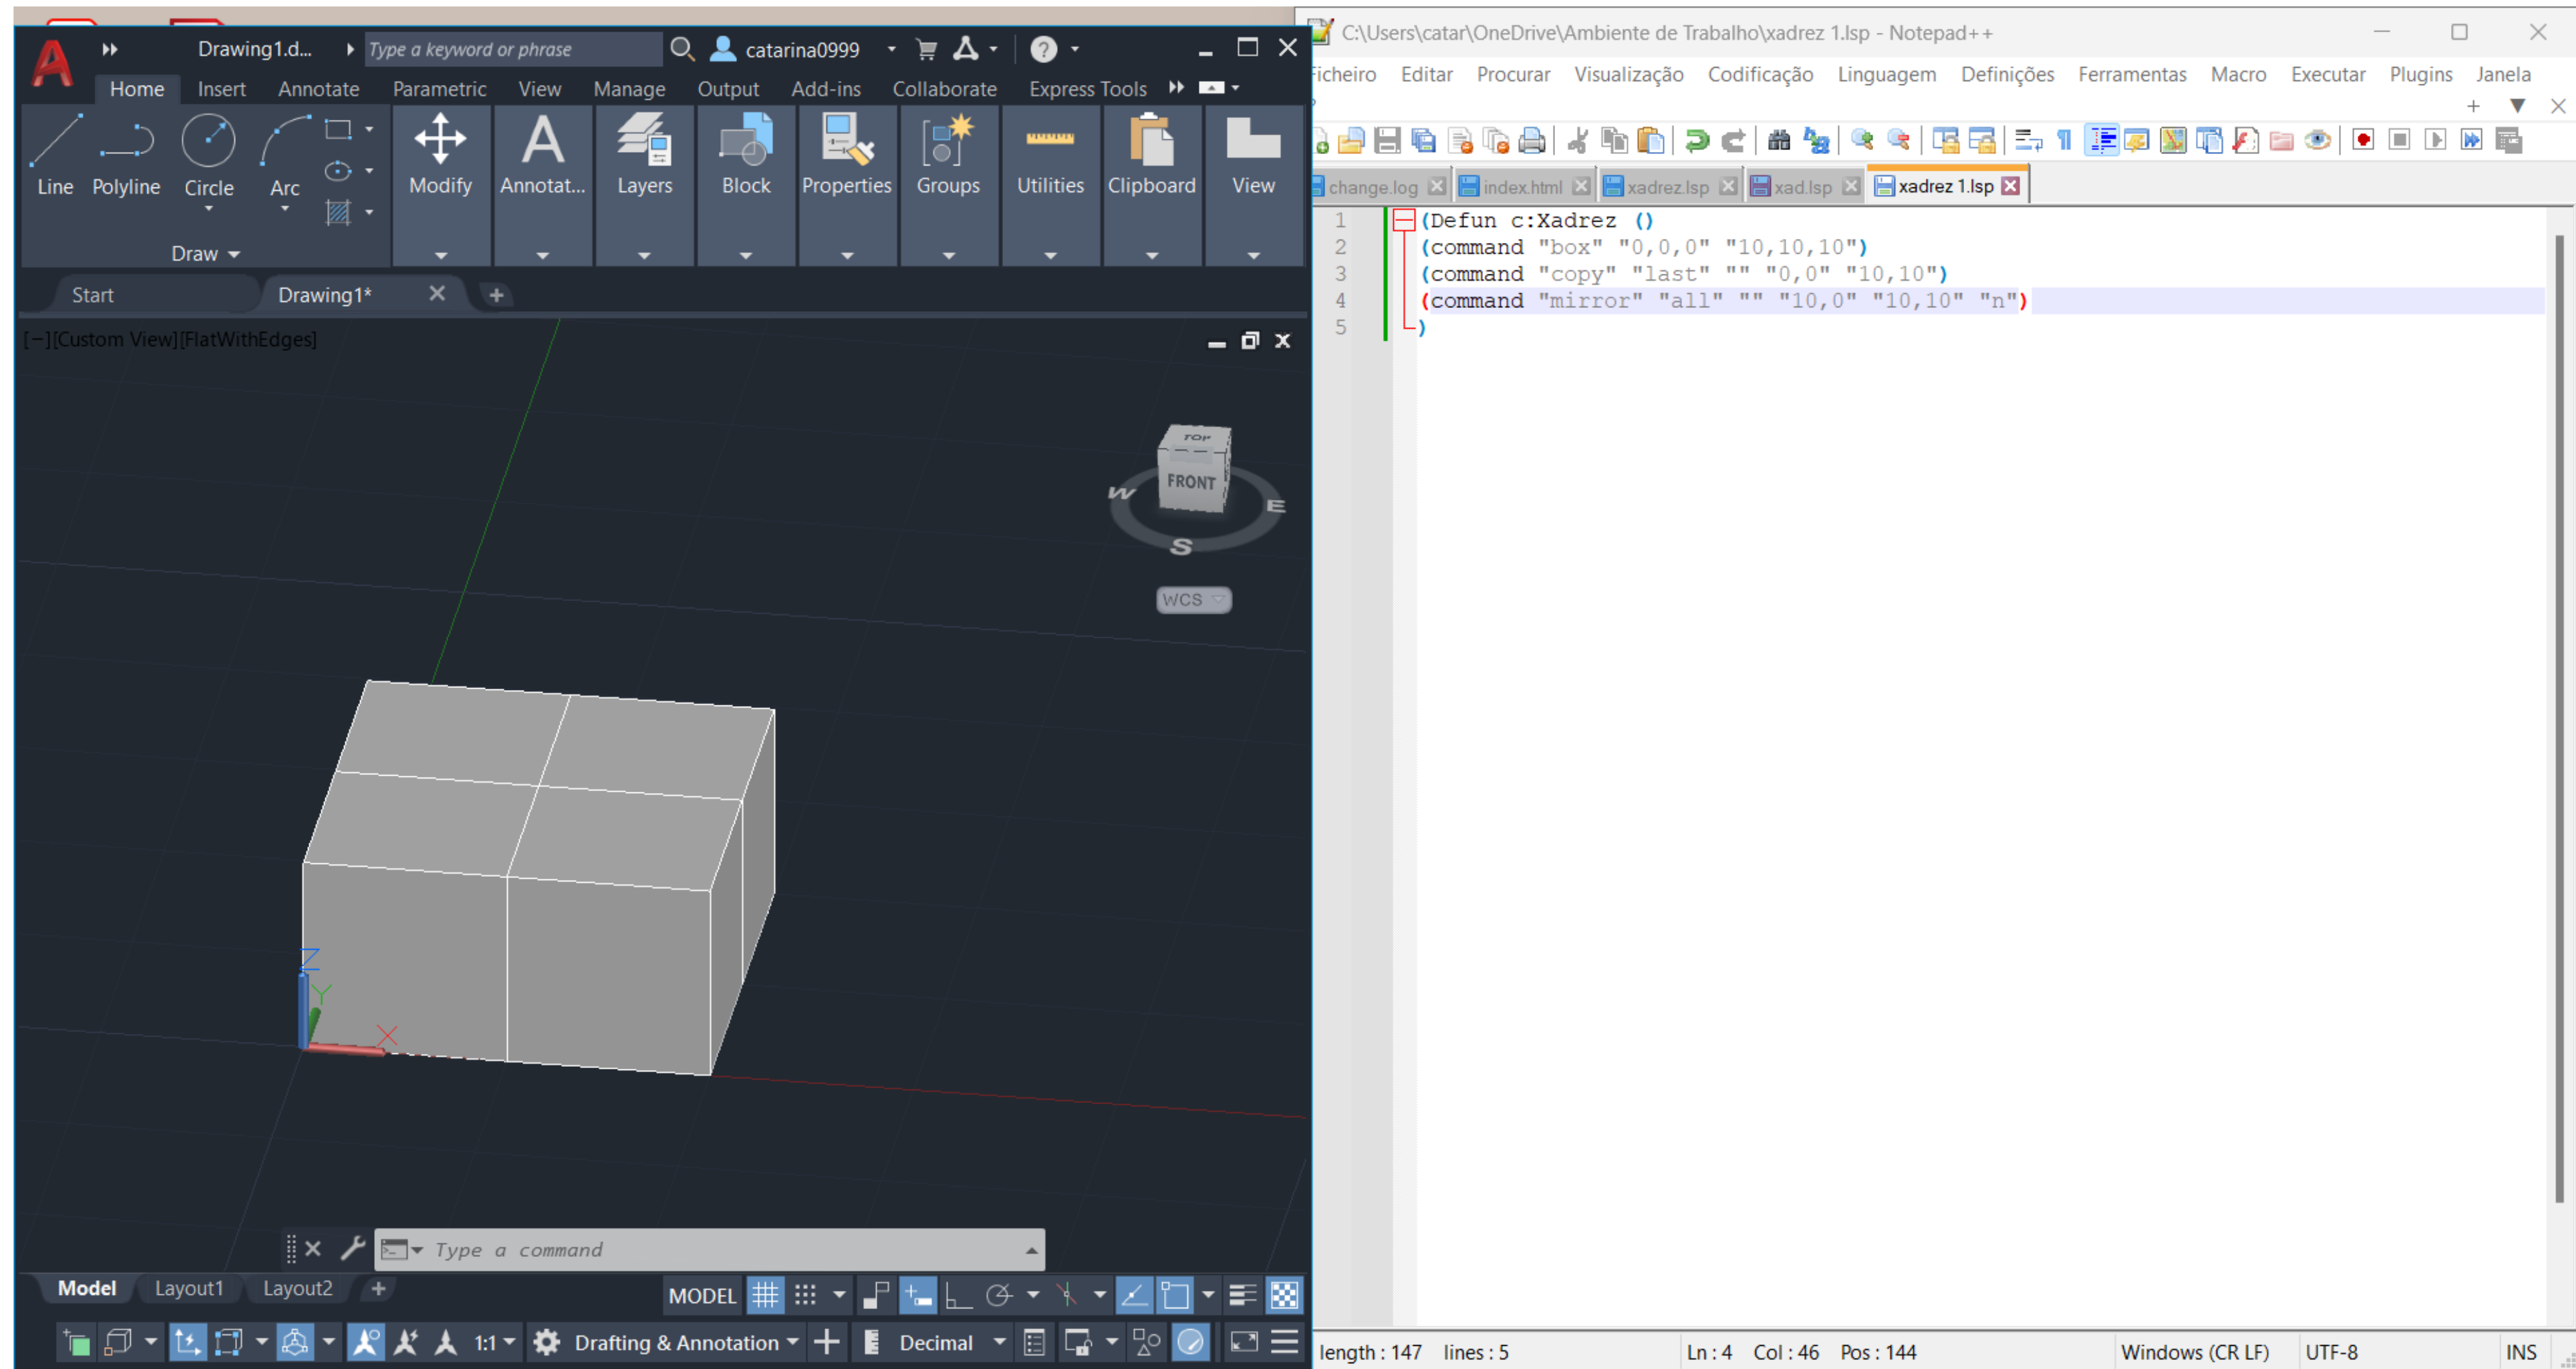 Drawing1.d...
Type a keyword or phrase
catarina0999
Home Insert Annotate Parametric View Manage Output Add-ins Collaborate Express Tools
Line Polyline Circle Arc
Modify Annotat... Layers Block Properties Groups Utilities Clipboard View
Draw
Start Drawing1*
[−][Custom View][FlatWithEdges]
TOP
FRONT
W E
S
WCS
Z
Y
X
Type a command
Model Layout1 Layout2 +
MODEL
1:1 Drafting & Annotation Decimal
C:\Users\catar\OneDrive\Ambiente de Trabalho\xadrez 1.lsp - Notepad++
icheiro Editar Procurar Visualização Codificação Linguagem Definições Ferramentas Macro Executar Plugins Janela
change.log index.html xadrez.lsp xad.lsp xadrez 1.lsp
1 (Defun c:Xadrez ()
2 (command "box" "0,0,0" "10,10,10")
3 (command "copy" "last" "" "0,0" "10,10")
4 (command "mirror" "all" "" "10,0" "10,10" "n")
5 )
length : 147 lines : 5 Ln : 4 Col : 46 Pos : 144 Windows (CR LF) UTF-8 INS